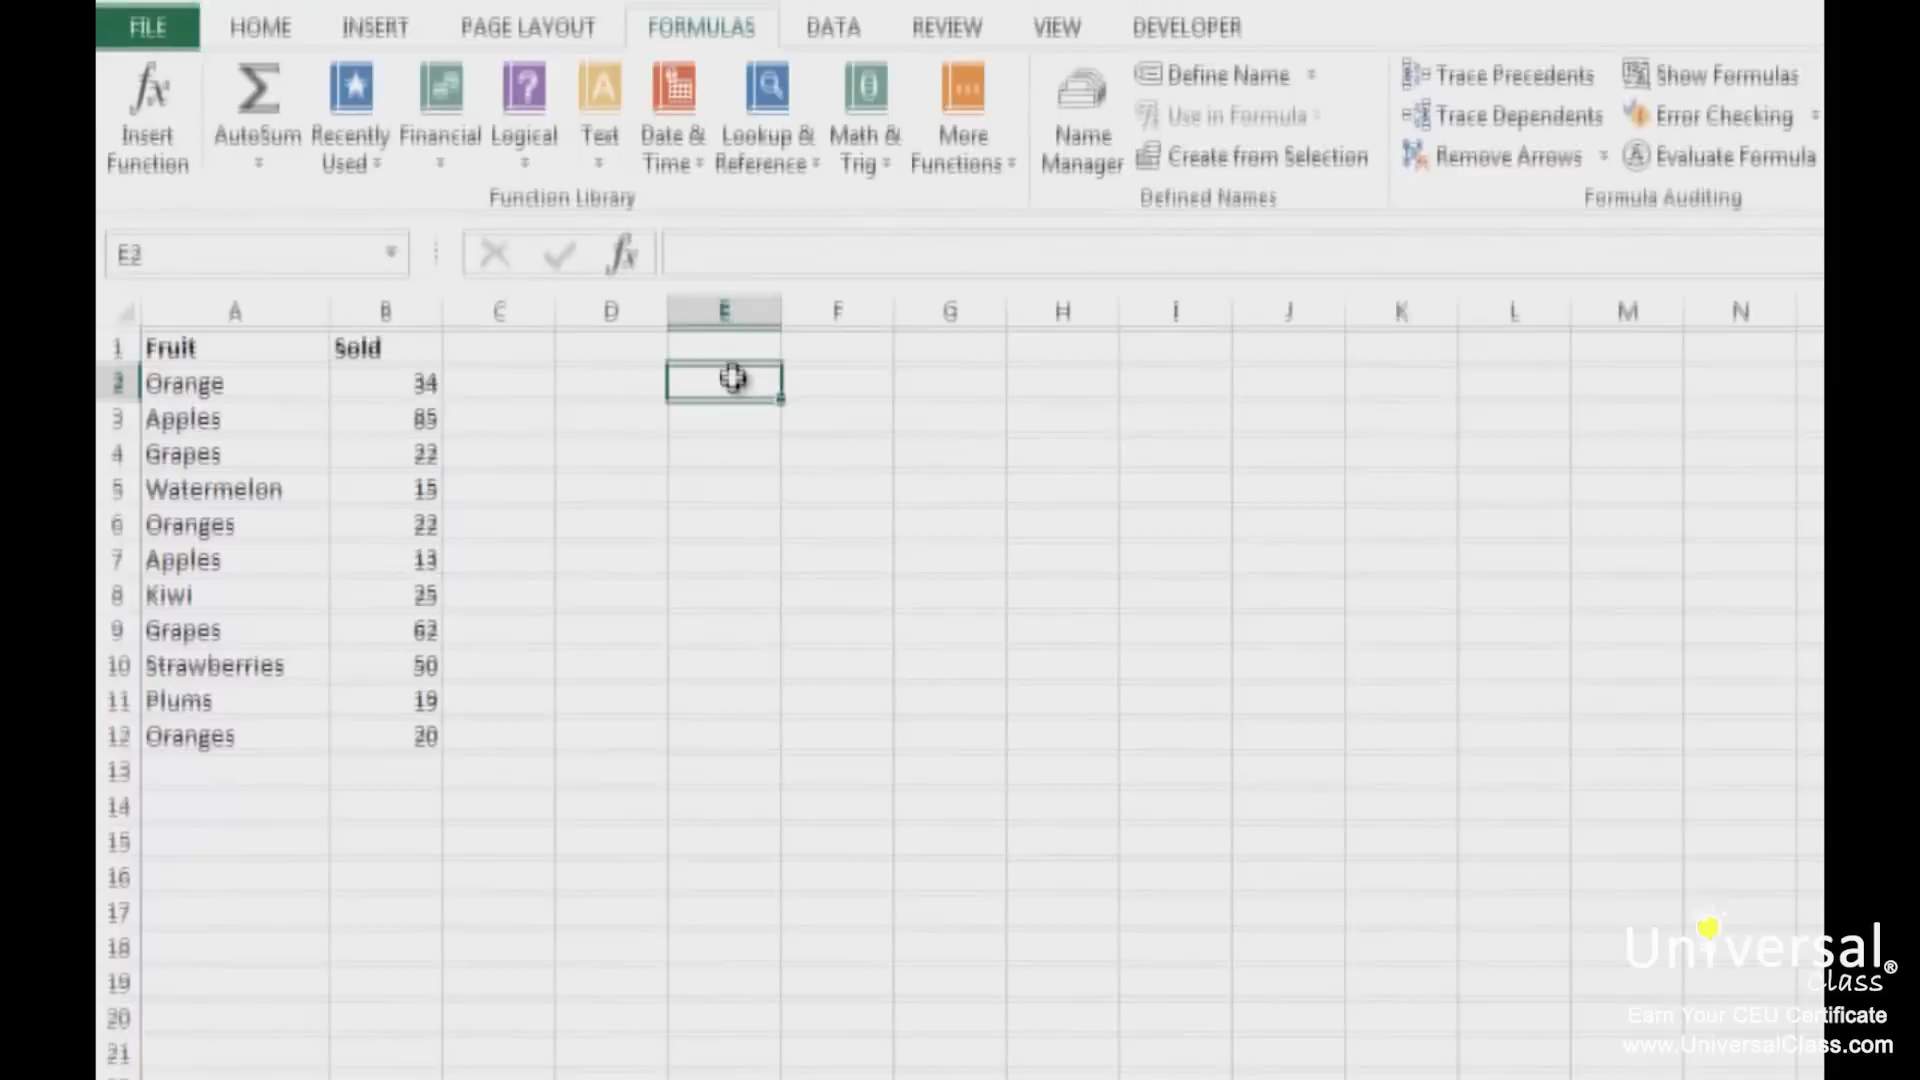 FILE HOME INSERT PAGE LAYOUT FORMULAS DATA REVIEW VIEW DEVELOPER
fx Insert Function
AutoSum
Recently Used
Financial
Logical
Text
Date & Time
Lookup & Reference
Math & Trig
More Functions
Function Library
Name Manager
Define Name
Use in Formula
Create from Selection
Defined Names
Trace Precedents
Trace Dependents
Remove Arrows
Show Formulas
Error Checking
Evaluate Formula
Formula Auditing
E2 fx
A B C D E F G H I J K L M N
1 Fruit Sold
2 Orange 34
3 Apples 85
4 Grapes 22
5 Watermelon 15
6 Oranges 22
7 Apples 13
8 Kiwi 25
9 Grapes 62
10 Strawberries 50
11 Plums 19
12 Oranges 20
13
14
15
16
17
18
19
20
21
Universal®
Class
Earn Your CEU Certificate
www.UniversalClass.com